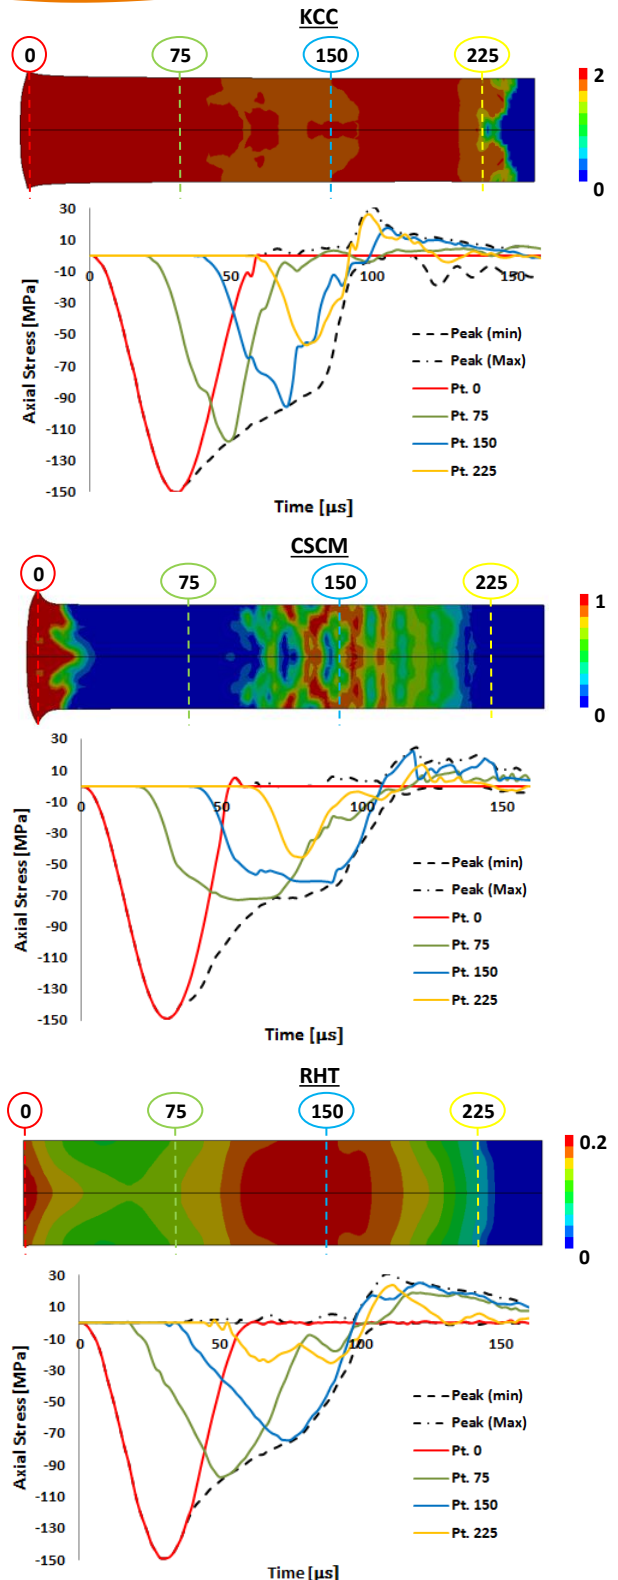 KCC
0 75 150 225
2
0
30
10
-10
-30
-50
-70
-90
-110
-130
-150
0 50 100 150
Axial Stress [MPa]
Peak (min)
Peak (Max)
Pt. 0
Pt. 75
Pt. 150
Pt. 225
Time [μs]
CSCM
0 75 150 225
1
0
30
10
-10
-30
-50
-70
-90
-110
-130
-150
0 50 100 150
Axial Stress [MPa]
Peak (min)
Peak (Max)
Pt. 0
Pt. 75
Pt. 150
Pt. 225
Time [μs]
RHT
0 75 150 225
0.2
0
30
10
-10
-30
-50
-70
-90
-110
-130
-150
0 50 100 150
Axial Stress [MPa]
Peak (min)
Peak (Max)
Pt. 0
Pt. 75
Pt. 150
Pt. 225
Time [μs]